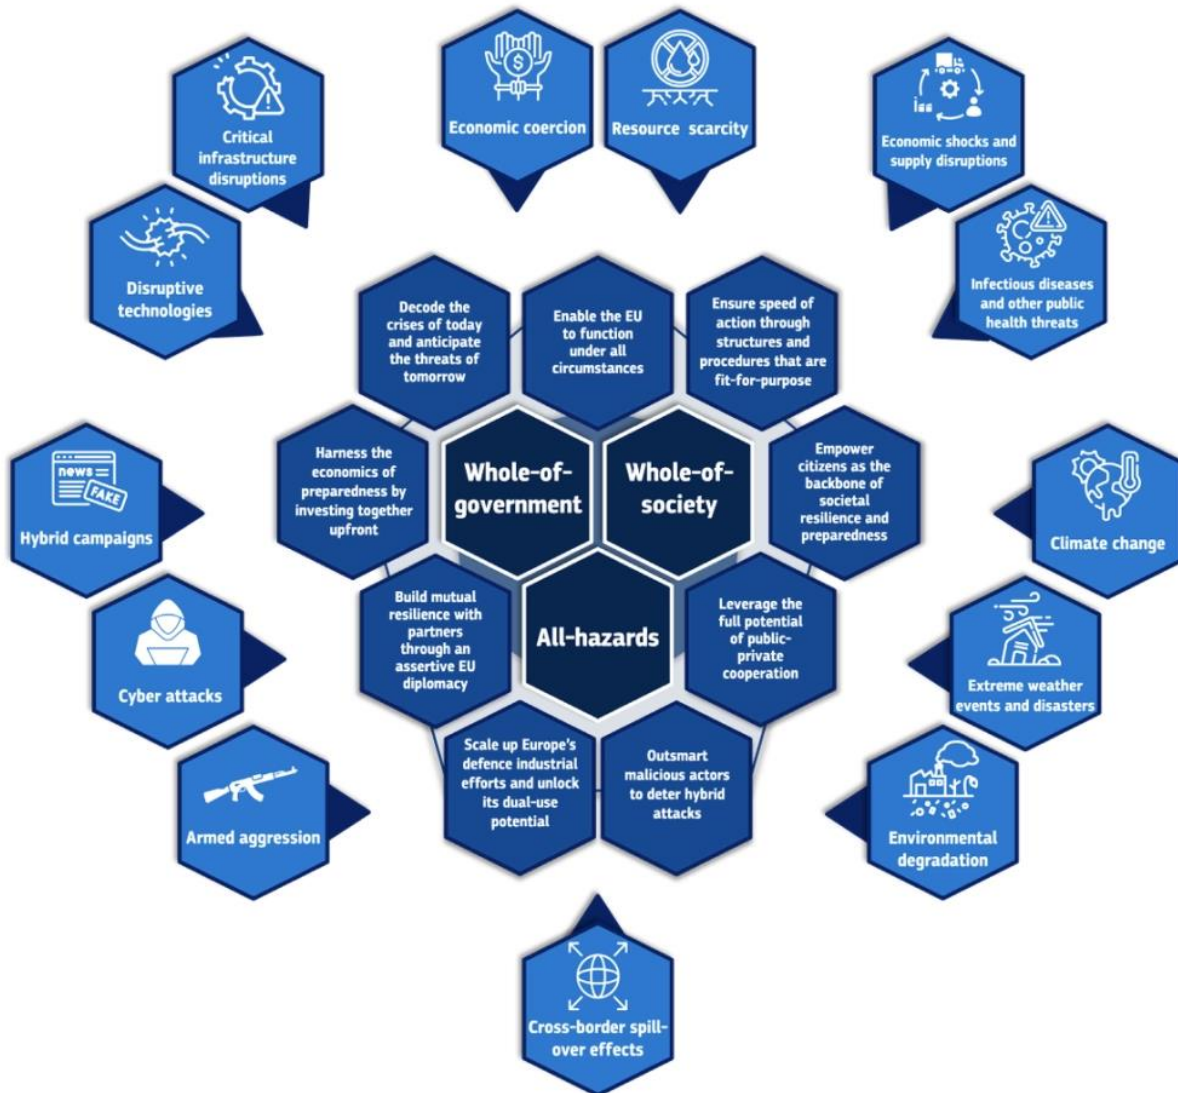 Economic coercion
Resource scarcity
Critical
infrastructure
disruptions
Economic shocks and
supply disruptions
Disruptive
technologies
Infectious diseases
and other public
health threats
Decode the
crises of today
and anticipate
the threats of
tomorrow
Enable the EU
to function
under all
circumstances
Ensure speed of
action through
structures and
procedures that are
fit-for-purpose
Harness the
economics of
preparedness by
investing together
upfront
Whole-of-
government
Whole-of-
society
Empower
citizens as the
backbone of
societal
resilience and
preparedness
news
FAKE
Hybrid campaigns
Climate change
Build mutual
resilience with
partners
through an
assertive EU
diplomacy
All-hazards
Leverage the
full potential
of public-
private
cooperation
Cyber attacks
Extreme weather
events and disasters
Scale up Europe's
defence industrial
efforts and unlock
its dual-use
potential
Outsmart
malicious actors
to deter hybrid
attacks
Armed aggression
Environmental
degradation
Cross-border spill-
over effects